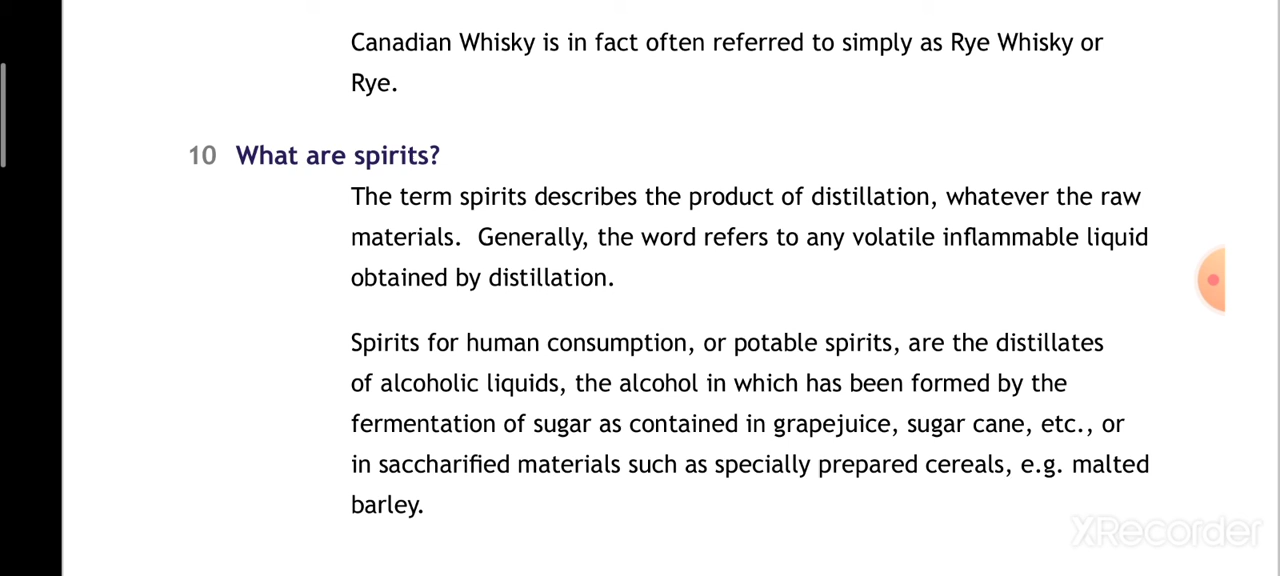 Canadian Whisky is in fact often referred to simply as Rye Whisky or
Rye.
10 What are spirits?
The term spirits describes the product of distillation, whatever the raw
materials. Generally, the word refers to any volatile inflammable liquid
obtained by distillation.
Spirits for human consumption, or potable spirits, are the distillates
of alcoholic liquids, the alcohol in which has been formed by the
fermentation of sugar as contained in grapejuice, sugar cane, etc., or
in saccharified materials such as specially prepared cereals, e.g. malted
barley.
XRecorder